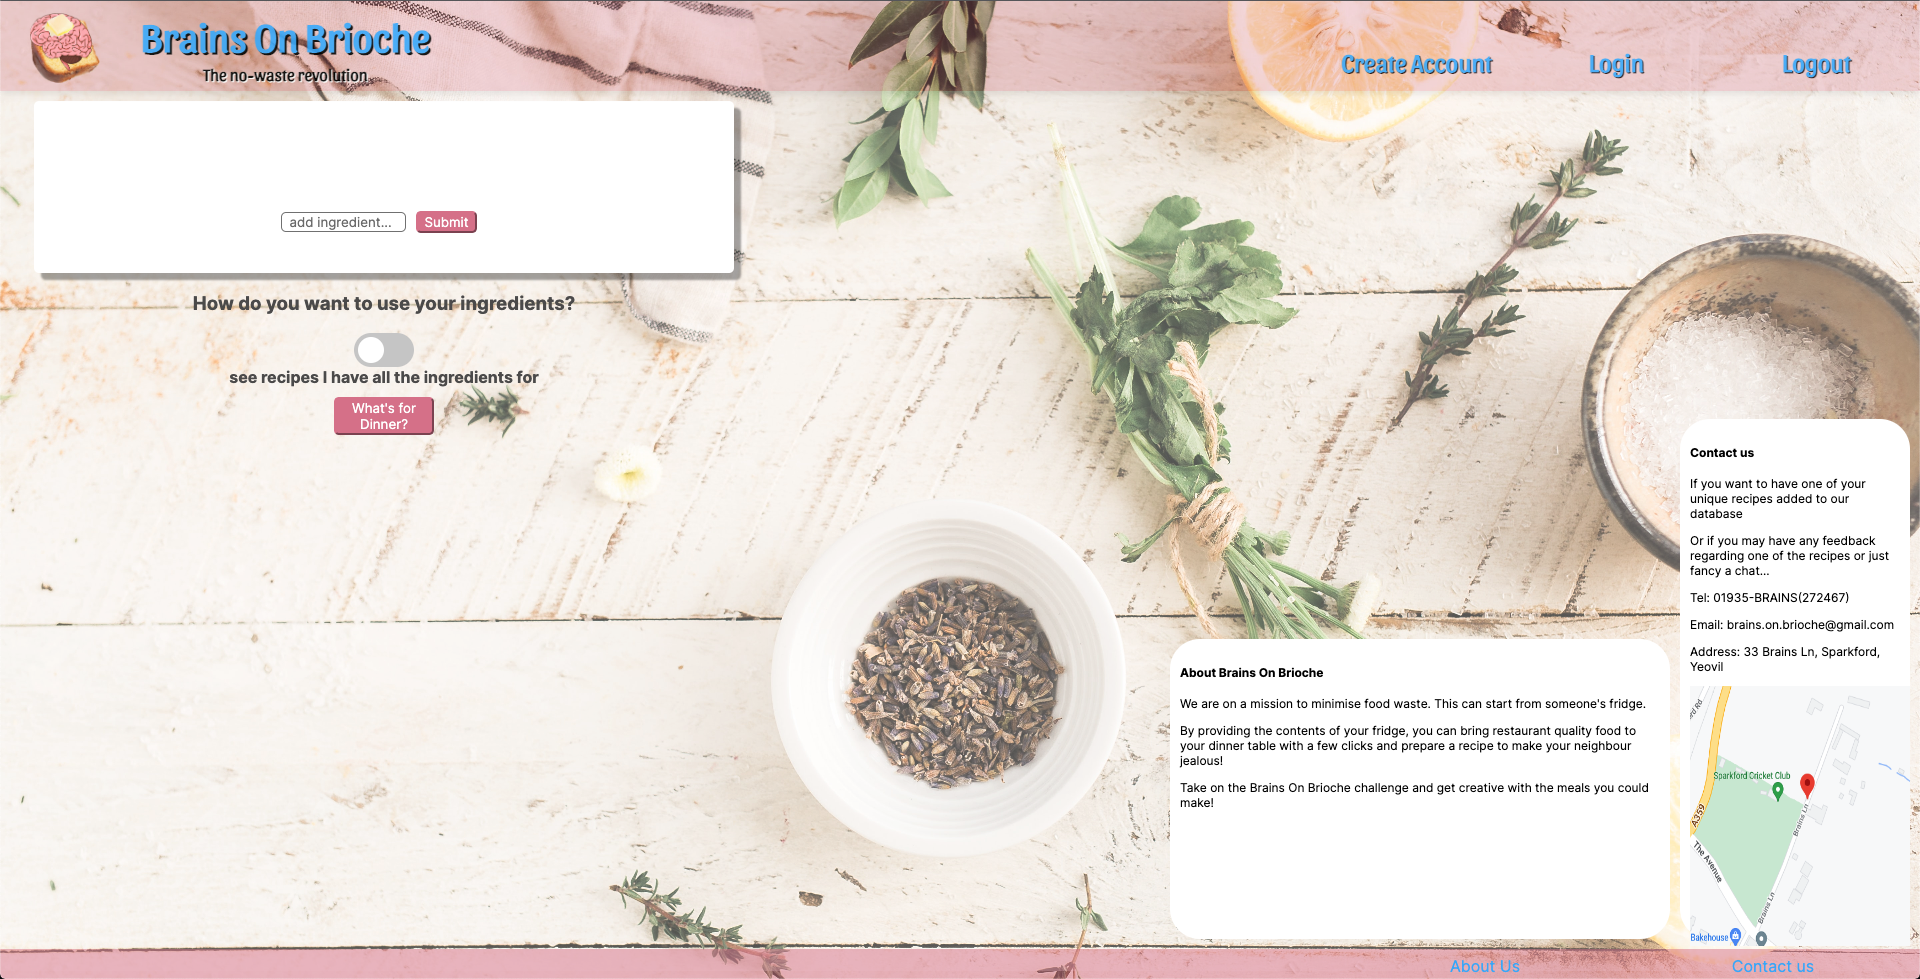 Brains On Brioche
The no-waste revolution
Create Account
Login
Logout
add ingredient...
Submit
How do you want to use your ingredients?
see recipes I have all the ingredients for
What's for
Dinner?
Contact us
If you want to have one of your
unique recipes added to our
database
Or if you may have any feedback
regarding one of the recipes or just
fancy a chat...
Tel: 01935-BRAINS(272467)
Email: brains.on.brioche@gmail.com
Address: 33 Brains Ln, Sparkford,
Yeovil
About Brains On Brioche
We are on a mission to minimise food waste. This can start from someone's fridge.
By providing the contents of your fridge, you can bring restaurant quality food to
your dinner table with a few clicks and prepare a recipe to make your neighbour
jealous!
Take on the Brains On Brioche challenge and get creative with the meals you could
make!
Sparkford Cricket Club
A359
Brains Ln
The Avenue
Brains Ln
Bakehouse
About Us
Contact us